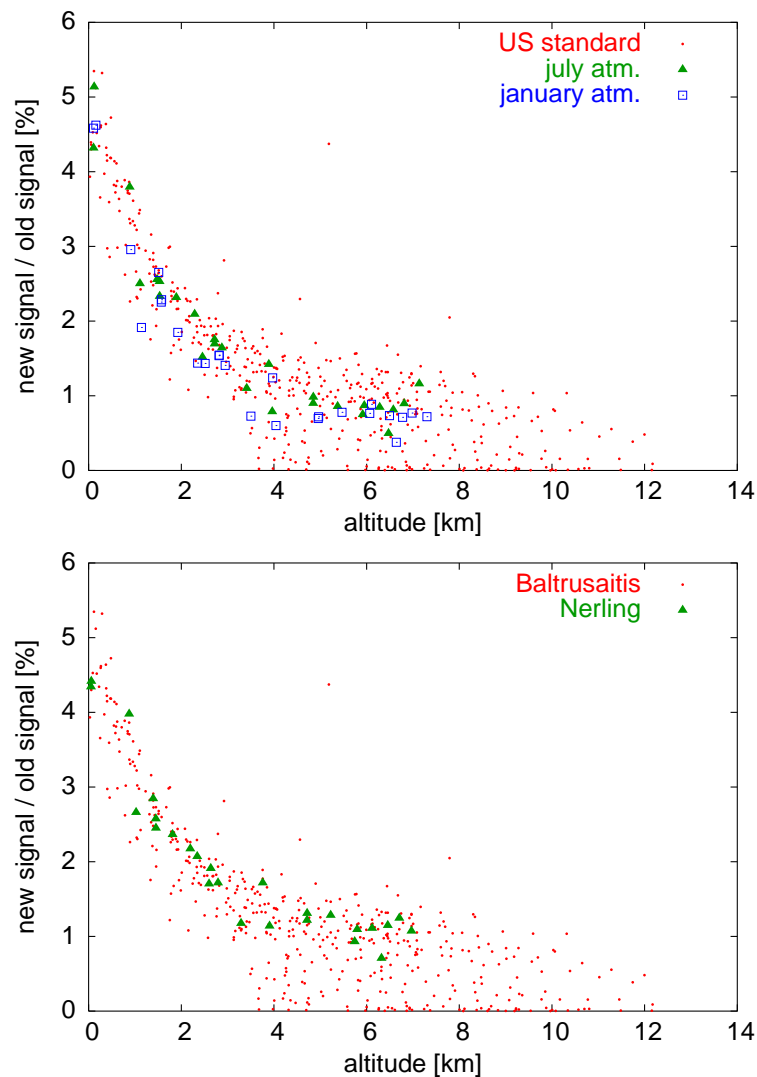 6
5
4
3
2
1
0
new signal / old signal [%]
US standard
july atm.
january atm.
0 2 4 6 8 10 12 14
altitude [km]
6
5
4
3
2
1
0
new signal / old signal [%]
Baltrusaitis
Nerling
0 2 4 6 8 10 12 14
altitude [km]